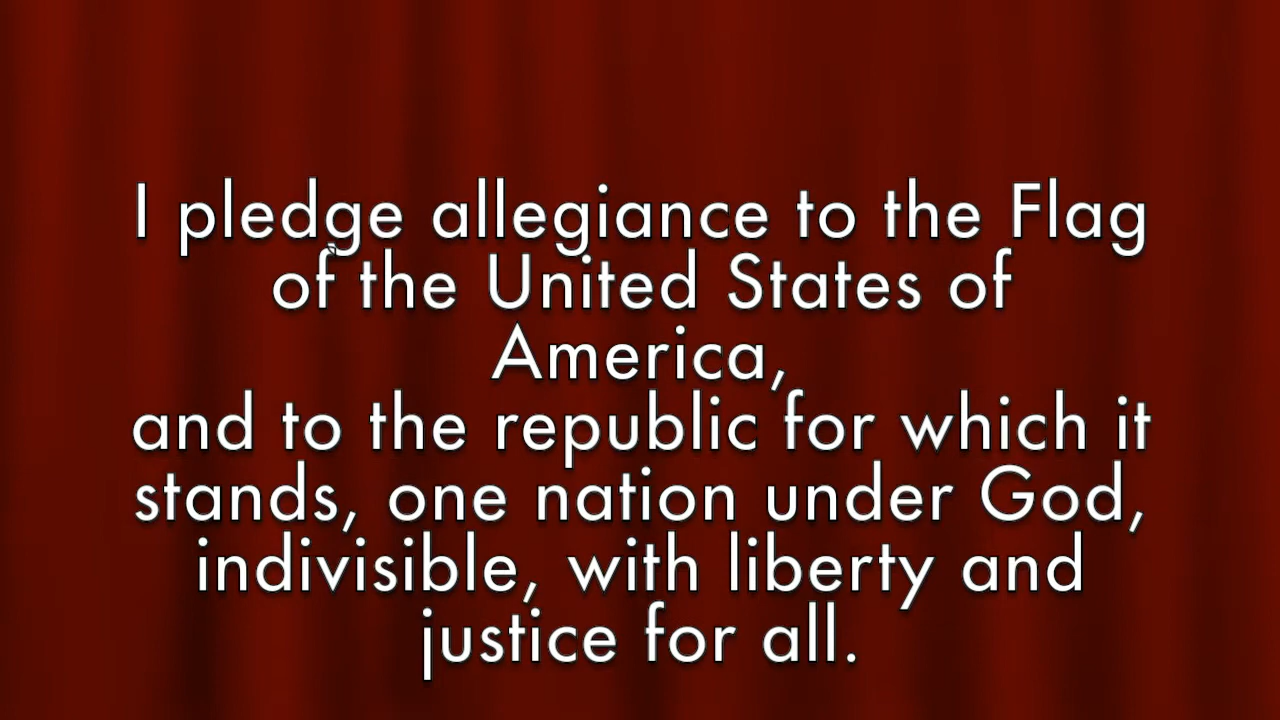 I pledge allegiance to the Flag
of the United States of
America,
and to the republic for which it
stands, one nation under God,
indivisible, with liberty and
justice for all.